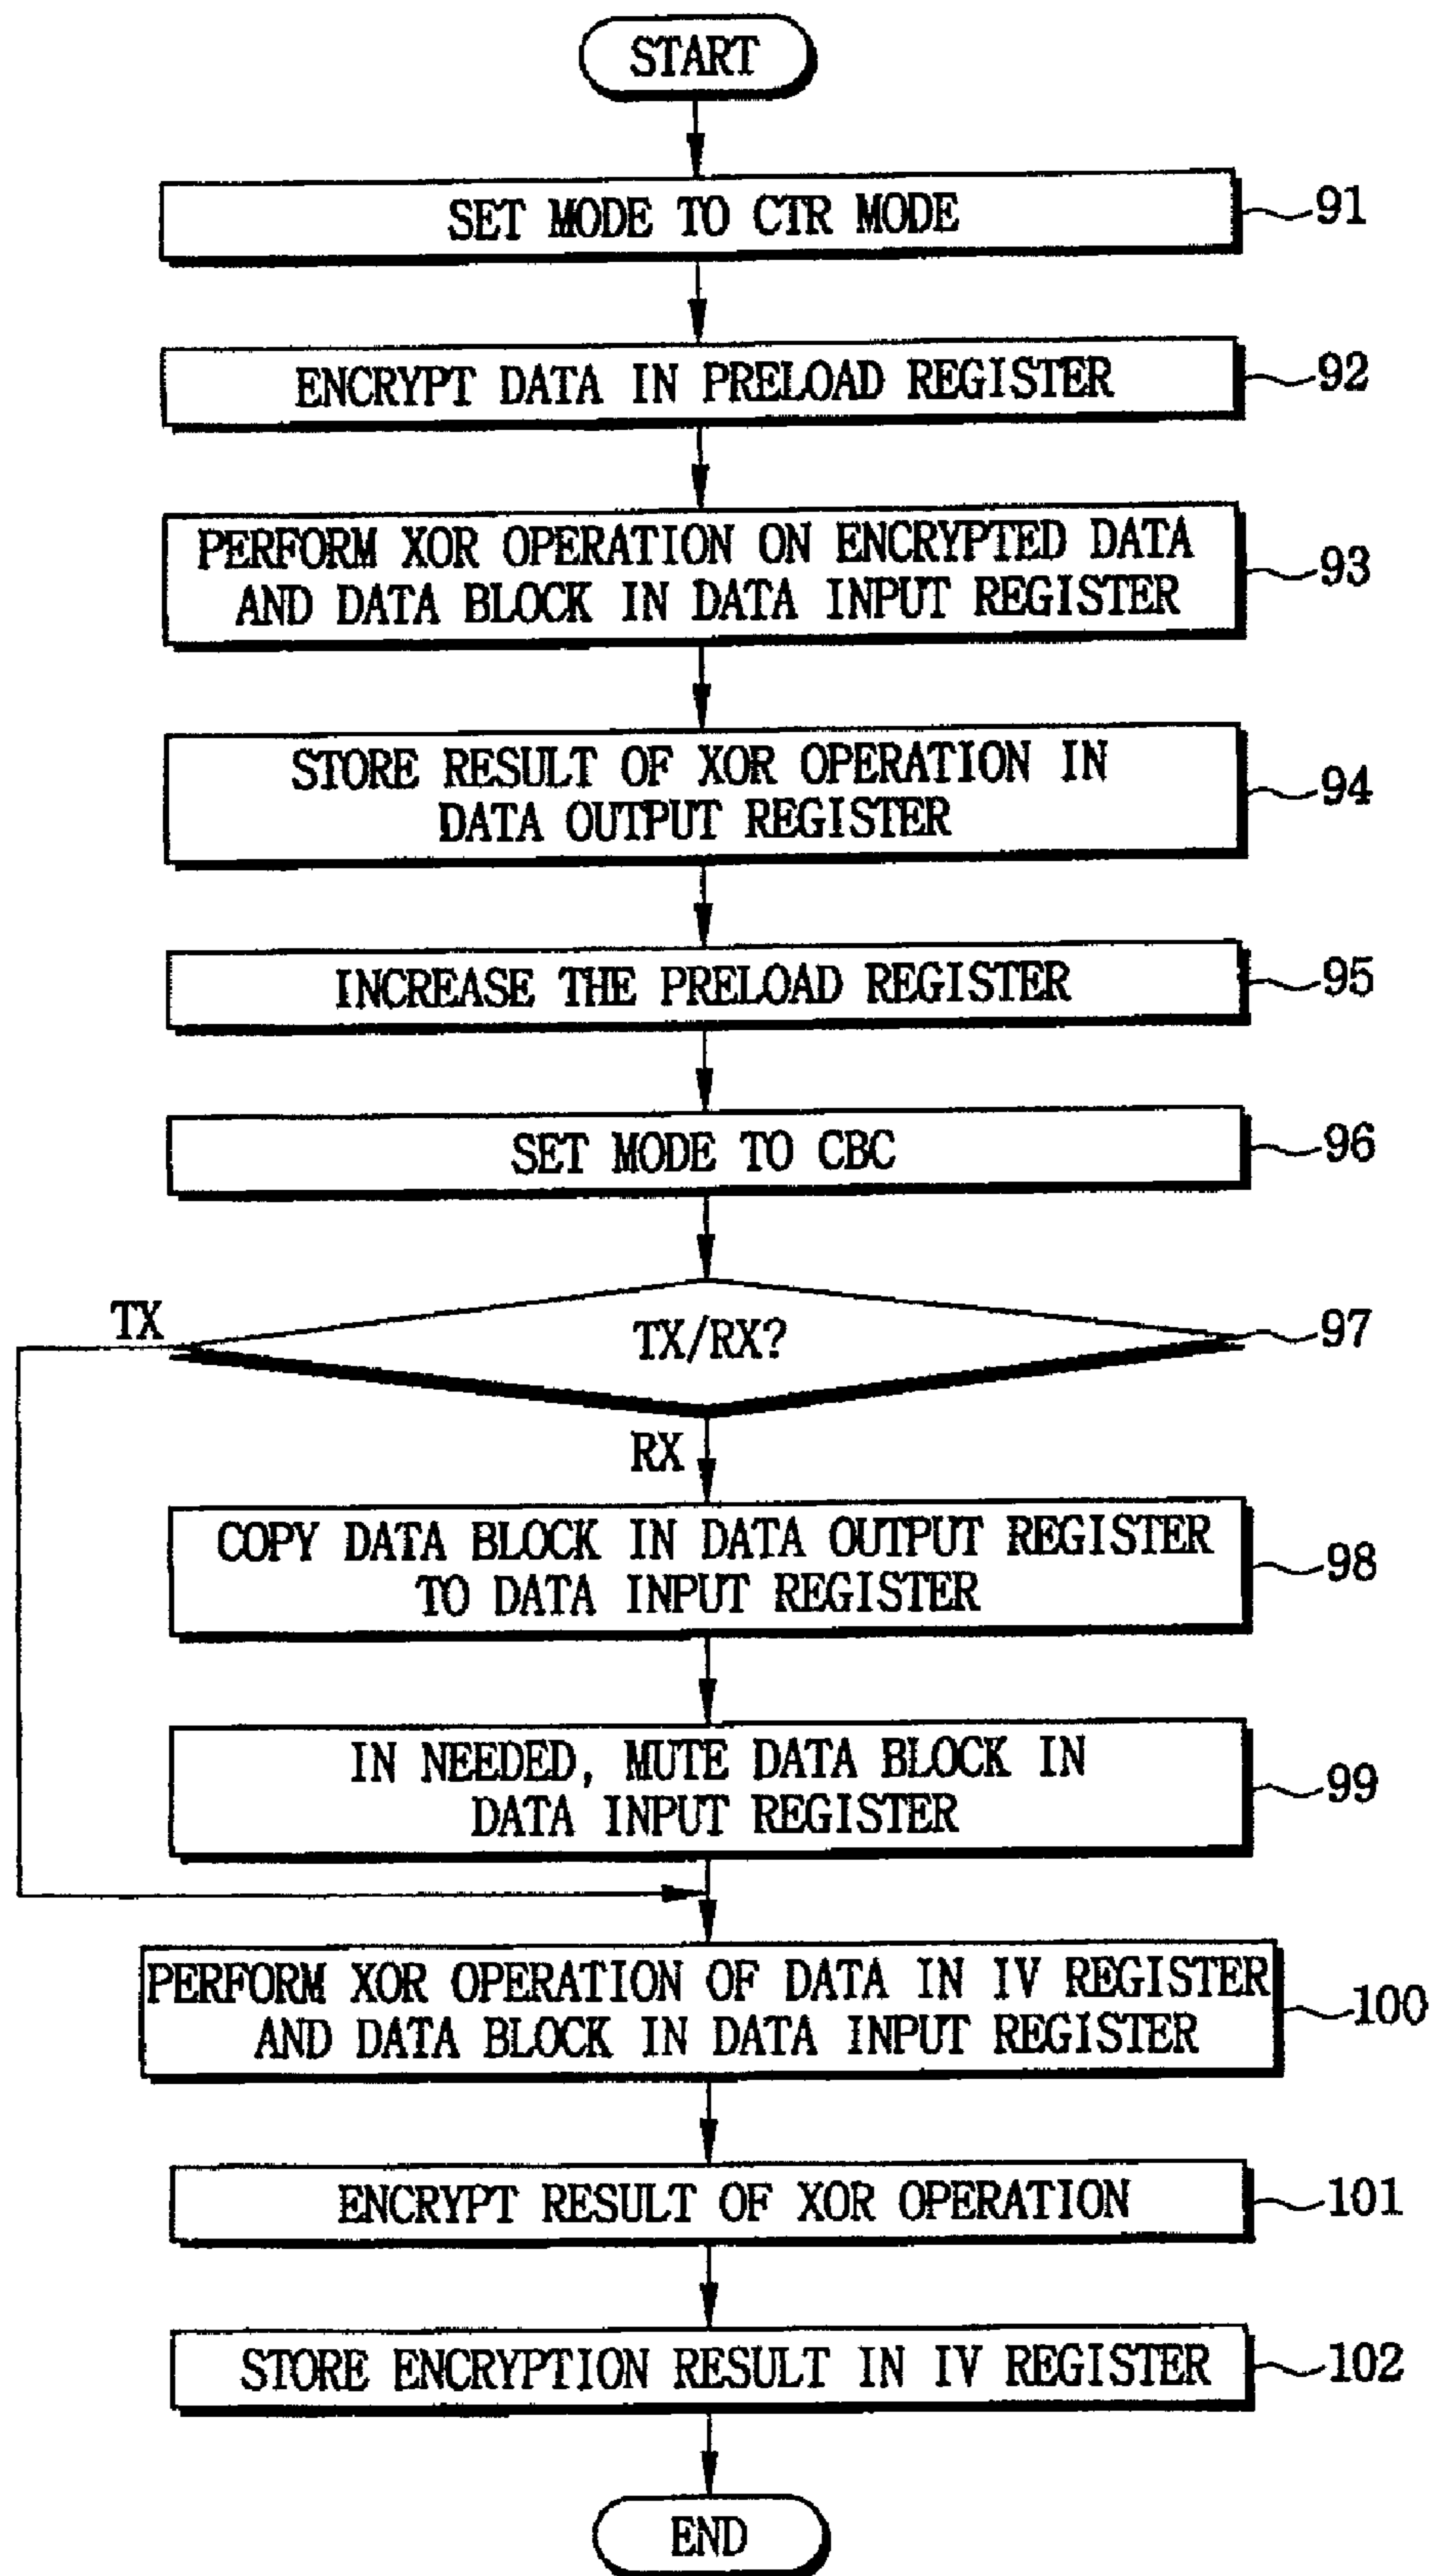 START
SET MODE TO CTR MODE
91
ENCRYPT DATA IN PRELOAD REGISTER
92
PERFORM XOR OPERATION ON ENCRYPTED DATA
AND DATA BLOCK IN DATA INPUT REGISTER
93
STORE RESULT OF XOR OPERATION IN
DATA OUTPUT REGISTER
94
INCREASE THE PRELOAD REGISTER
95
SET MODE TO CBC
96
TX
TX/RX?
97
RX
COPY DATA BLOCK IN DATA OUTPUT REGISTER
TO DATA INPUT REGISTER
98
IN NEEDED, MUTE DATA BLOCK IN
DATA INPUT REGISTER
99
PERFORM XOR OPERATION OF DATA IN IV REGISTER
AND DATA BLOCK IN DATA INPUT REGISTER
100
ENCRYPT RESULT OF XOR OPERATION
101
STORE ENCRYPTION RESULT IN IV REGISTER
102
END